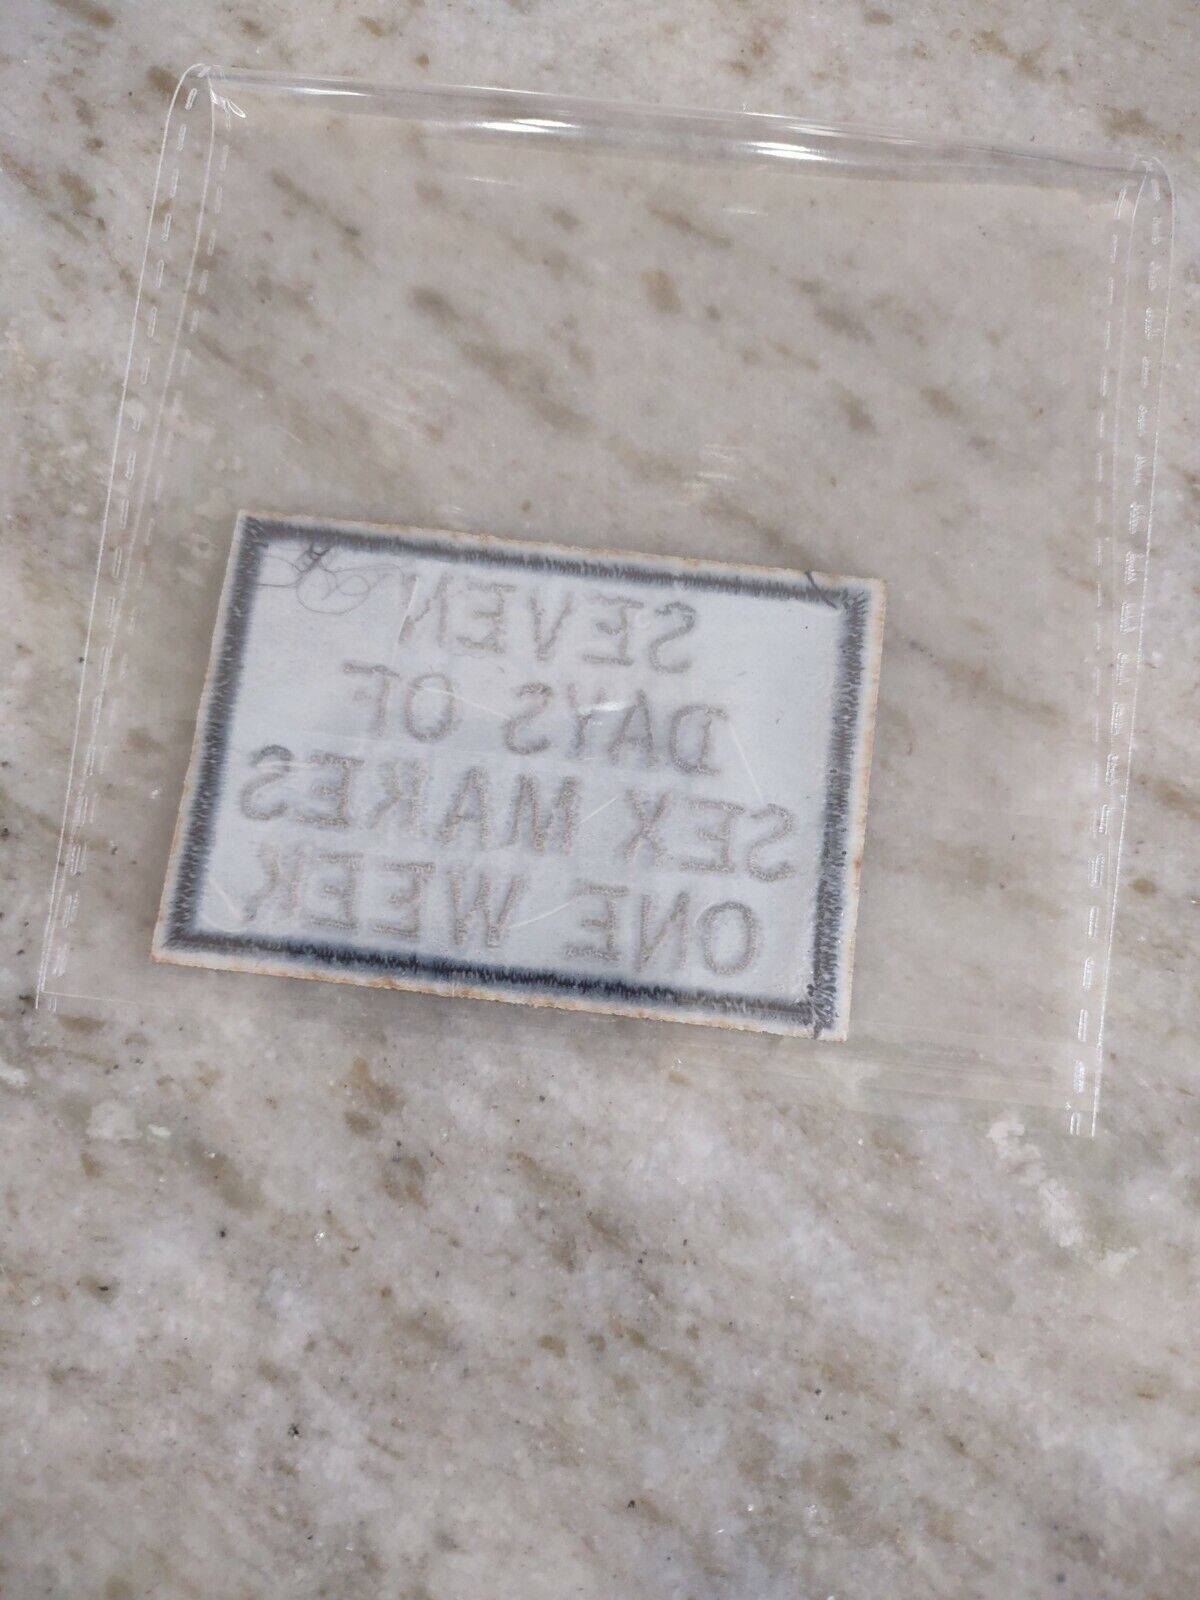 SEVEN
DAYS OF
SEX MAKES
ONE WEEK